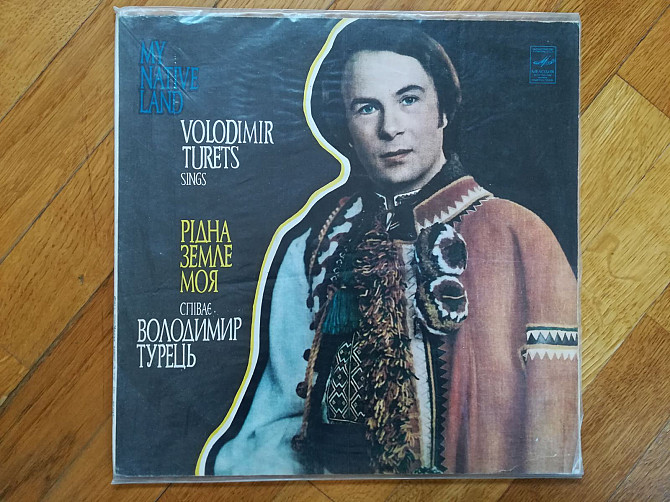 MY
NATIVE
LAND
VOLODIMIR
TURETS
SINGS
РІДНА
ЗЕМЛЕ
МОЯ
СПІВАЄ
ВОЛОДИМИР
ТУРЕЦЬ